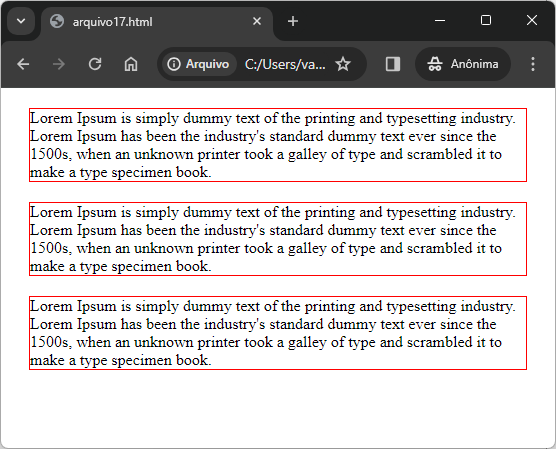 arquivo17.html
Arquivo C:/Users/va... Anônima
Lorem Ipsum is simply dummy text of the printing and typesetting industry.
Lorem Ipsum has been the industry's standard dummy text ever since the
1500s, when an unknown printer took a galley of type and scrambled it to
make a type specimen book.
Lorem Ipsum is simply dummy text of the printing and typesetting industry.
Lorem Ipsum has been the industry's standard dummy text ever since the
1500s, when an unknown printer took a galley of type and scrambled it to
make a type specimen book.
Lorem Ipsum is simply dummy text of the printing and typesetting industry.
Lorem Ipsum has been the industry's standard dummy text ever since the
1500s, when an unknown printer took a galley of type and scrambled it to
make a type specimen book.